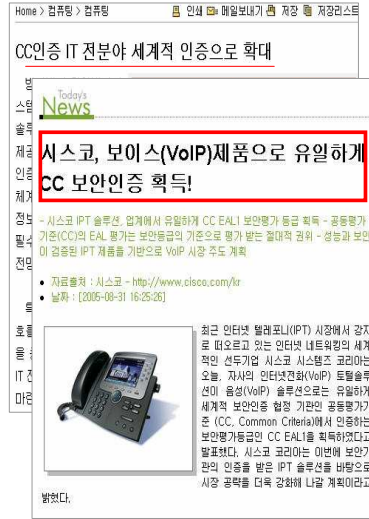 Home > 컴퓨팅 > 컴퓨팅
인쇄 메일보내기 저장 저장리스트
CC인증 IT 전분야 세계적 인증으로 확대
Today's
News
시스코, 보이스(VoIP)제품으로 유일하게
CC 보안인증 획득!
- 시스코 IPT 솔루션, 업계에서 유일하게 CC EAL1 보안평가 등급 획득 - 공동평가
기준(CC)의 EAL 평가는 보안등급의 기준으로 평가 받는 절대적 권위 - 성능과 보안
이 검증된 IPT 제품을 기반으로 VoIP 시장 주도 계획
• 자료출처 : 시스코 - http://www.cisco.com/kr
• 날짜 : [2005-08-31 16:25:26]
최근 인터넷 텔레포니(IPT) 시장에서 강자
로 떠오르고 있는 인터넷 네트워킹의 세계
적인 선두기업 시스코 시스템즈 코리아는
오늘, 자사의 인터넷전화(VoIP) 토털솔루
션이 음성(VoIP) 솔루션으로는 유일하게
세계적 보안인증 협정 기관인 공동평가기
준 (CC, Common Criteria)에서 인증하는
보안평가등급인 CC EAL1을 획득하였다고
발표했다. 시스코 코리아는 이번에 보안기
관의 인증을 받은 IPT 솔루션을 바탕으로
시장 공략을 더욱 강화해 나갈 계획이라고
밝혔다.